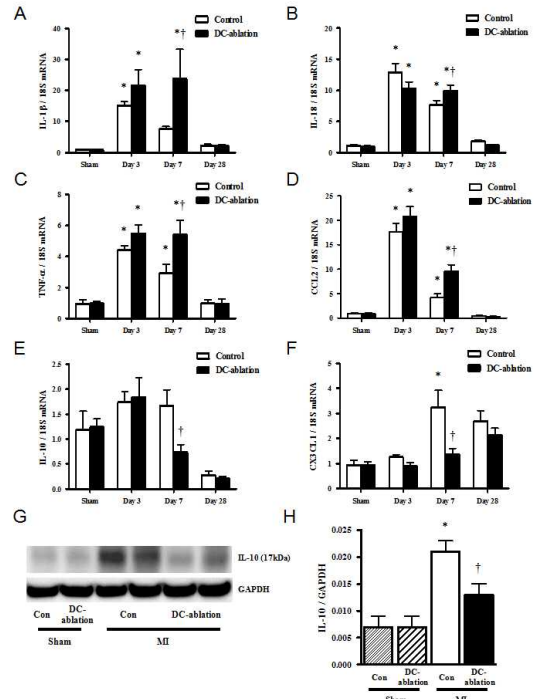 A
IL-1β / 18S mRNA
40
30
20
10
0
Control
DC-ablation
*
*
*†
Sham
Day 3
Day 7
Day 28
B
IL-18 / 18S mRNA
20
15
10
5
0
Control
DC-ablation
*
*
*
*†
Sham
Day 3
Day 7
Day 28
C
TNF-α / 18S mRNA
8
6
4
2
0
Control
DC-ablation
*
*
*
*†
Sham
Day 3
Day 7
Day 28
D
CCL2 / 18S mRNA
25
20
15
10
5
0
Control
DC-ablation
*
*
*
*†
Sham
Day 3
Day 7
Day 28
E
IL-10 / 18S mRNA
2.5
2.0
1.5
1.0
0.5
0.0
Control
DC-ablation
†
Sham
Day 3
Day 7
Day 28
F
CX3CL1 / 18S mRNA
5
4
3
2
1
0
Control
DC-ablation
*
†
Sham
Day 3
Day 7
Day 28
G
IL-10 (17kDa)
GAPDH
Con
DC-
ablation
Con
DC-ablation
Sham
MI
H
IL-10 / GAPDH
0.025
0.020
0.015
0.010
0.005
0.000
*
†
Con
DC-
ablation
Con
DC-
ablation
Sham
MI